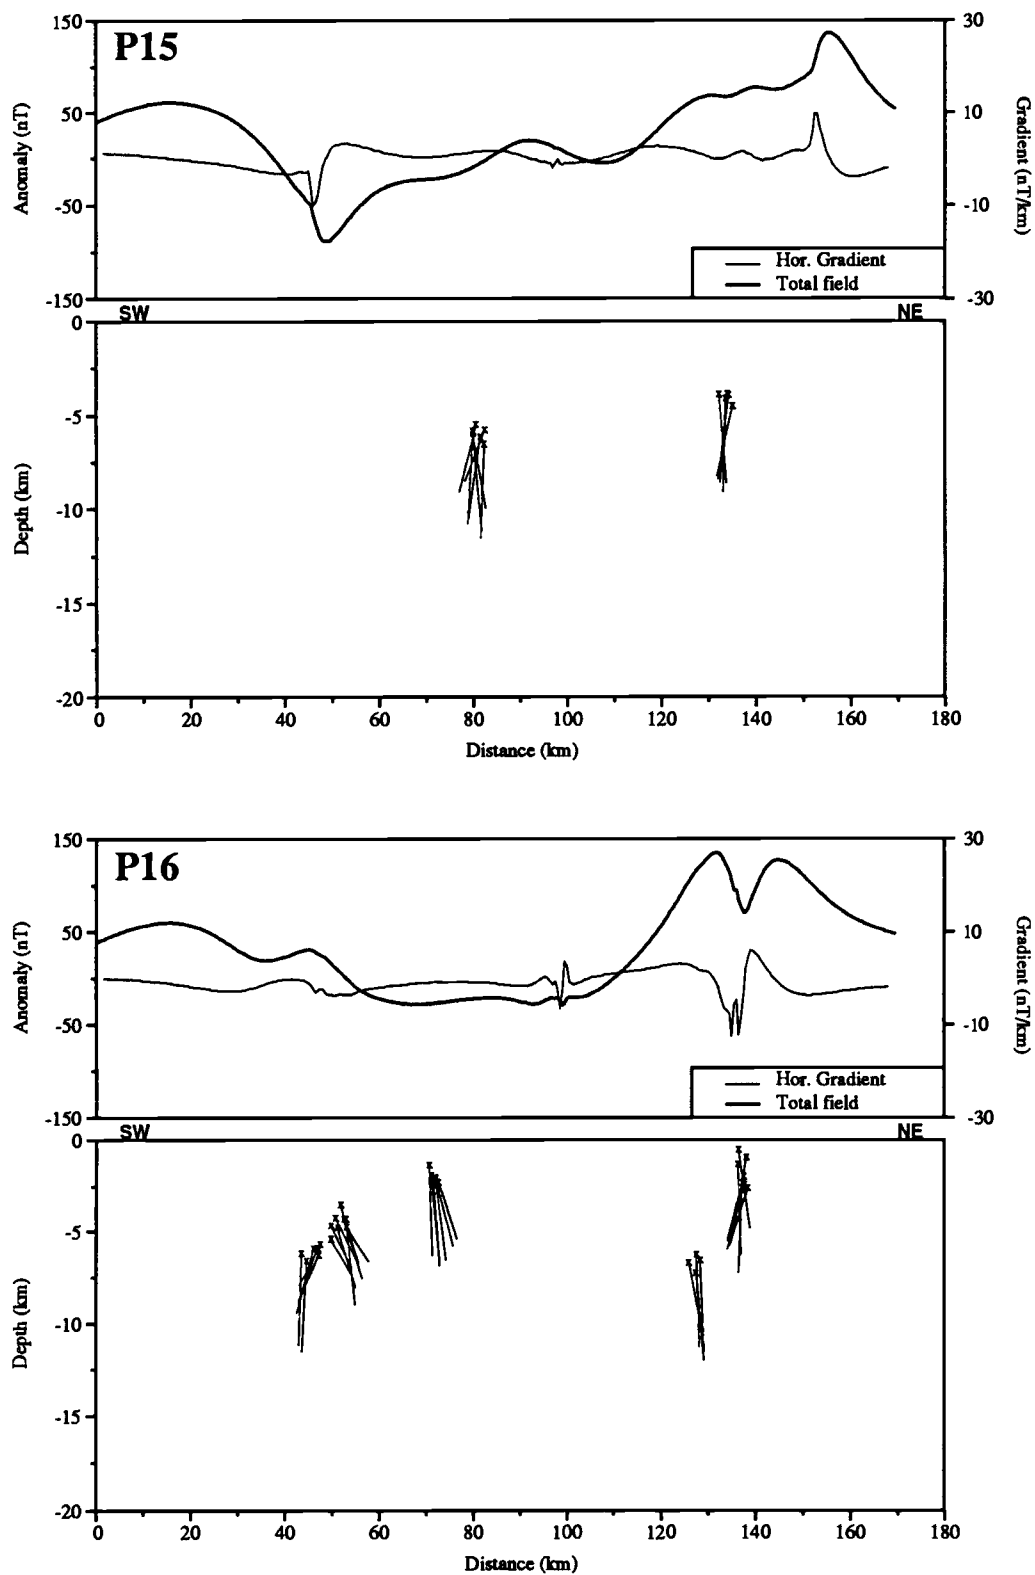 150
30
P15
Anomaly (nT)
50
10
Gradient (nT/km)
-50
-10
Hor. Gradient
Total field
-150
-30
SW
NE
0
-5
Depth (km)
-10
-15
-20
0 20 40 60 80 100 120 140 160 180
Distance (km)
150
30
P16
Anomaly (nT)
50
10
Gradient (nT/km)
-50
-10
Hor. Gradient
Total field
-150
-30
SW
NE
0
-5
Depth (km)
-10
-15
-20
0 20 40 60 80 100 120 140 160 180
Distance (km)